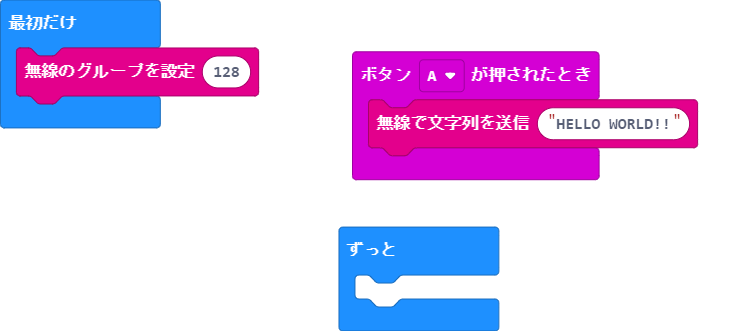 最初だけ
無線のグループを設定 128
ボタン A が押されたとき
無線で文字列を送信 "HELLO WORLD!!"
ずっと